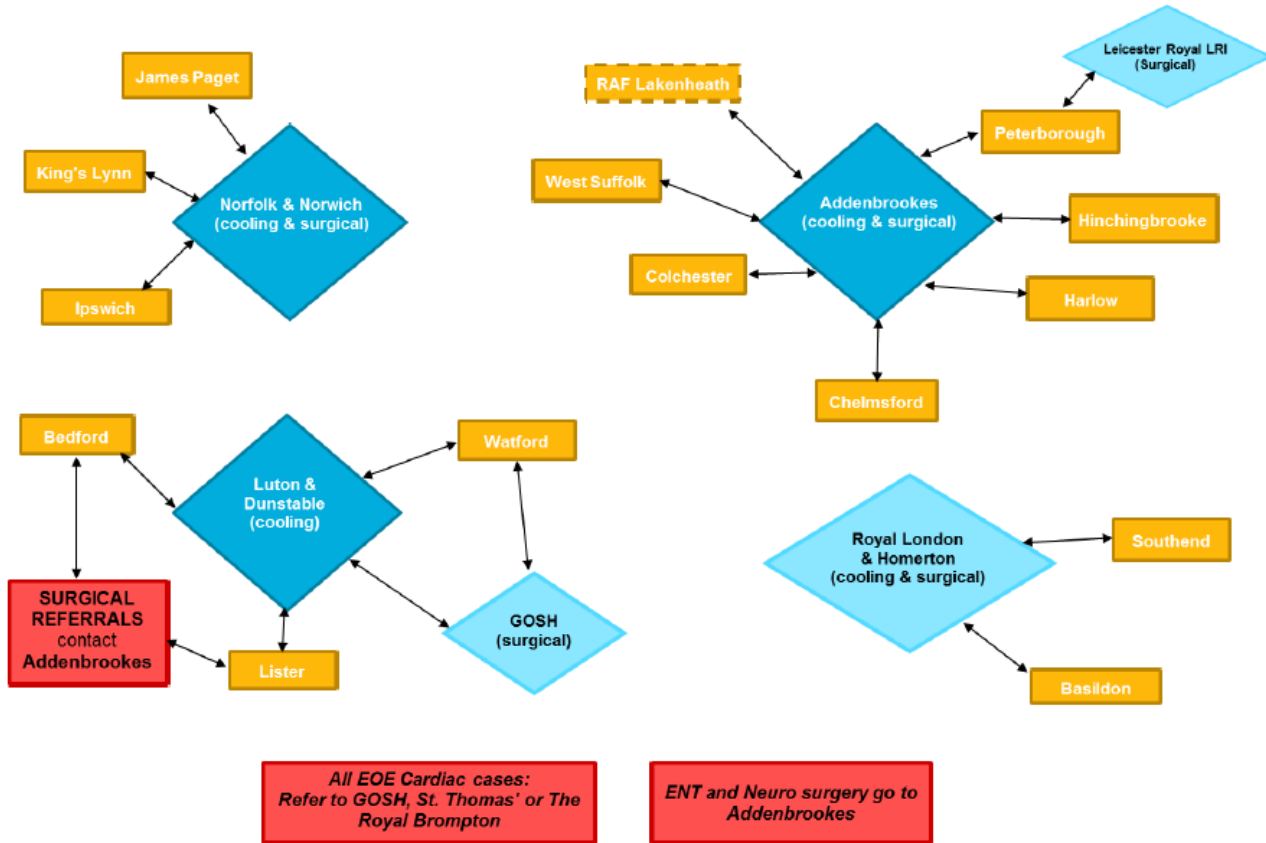 James Paget
King's Lynn
Norfolk & Norwich
(cooling & surgical)
Ipswich
Leicester Royal LRI
(Surgical)
RAF Lakenheath
Peterborough
West Suffolk
Addenbrookes
(cooling & surgical)
Hinchingbrooke
Colchester
Harlow
Chelmsford
Bedford
Watford
Luton &
Dunstable
(cooling)
SURGICAL
REFERRALS
contact
Addenbrookes
Lister
GOSH
(surgical)
Royal London
& Homerton
(cooling & surgical)
Southend
Basildon
All EOE Cardiac cases:
Refer to GOSH, St. Thomas' or The
Royal Brompton
ENT and Neuro surgery go to
Addenbrookes